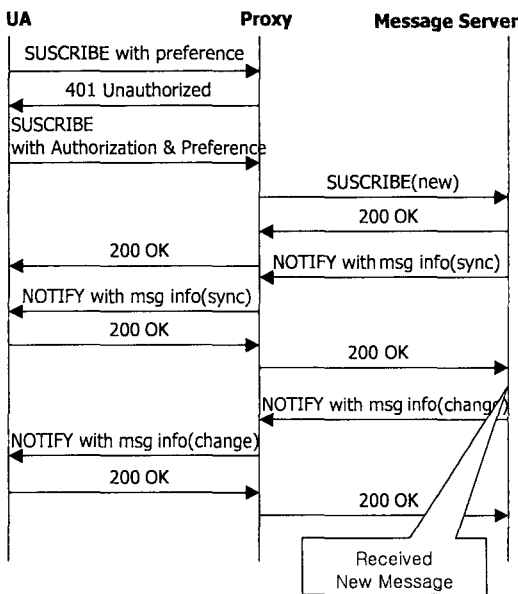 UA Proxy Message Server
SUSCRIBE with preference
401 Unauthorized
SUSCRIBE
with Authorization & Preference
SUSCRIBE(new)
200 OK
200 OK
NOTIFY with msg info(sync)
NOTIFY with msg info(sync)
200 OK
200 OK
NOTIFY with msg info(change)
NOTIFY with msg info(change)
200 OK
200 OK
Received
New Message